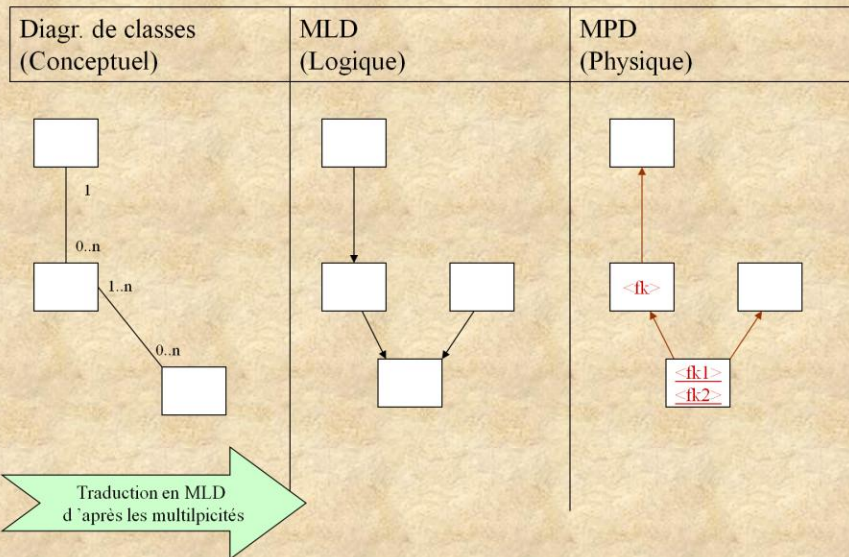 Diagr. de classes
(Conceptuel)
MLD
(Logique)
MPD
(Physique)
1
0..n
1..n
0..n
<fk>
<fk1>
<fk2>
Traduction en MLD
d ’après les multilpicités